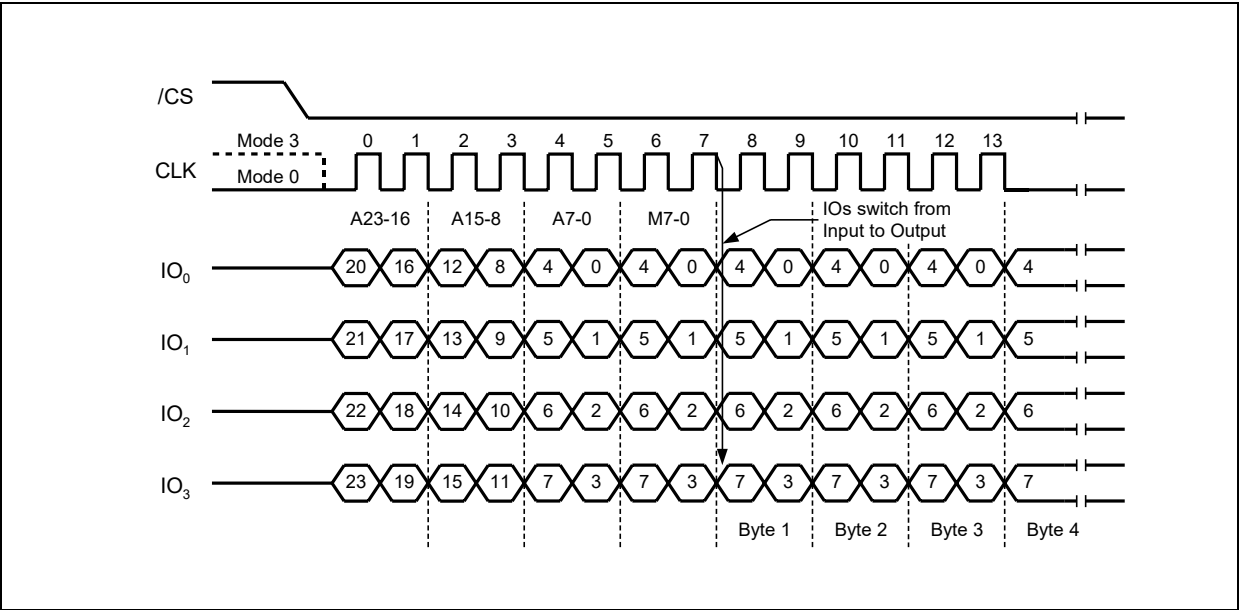 /CS
Mode 3 0 1 2 3 4 5 6 7 8 9 10 11 12 13
CLK
Mode 0
A23-16 A15-8 A7-0 M7-0 IOs switch from
Input to Output
IO0 20 16 12 8 4 0 4 0 4 0 4 0 4 0 4
IO1 21 17 13 9 5 1 5 1 5 1 5 1 5 1 5
IO2 22 18 14 10 6 2 6 2 6 2 6 2 6 2 6
IO3 23 19 15 11 7 3 7 3 7 3 7 3 7 3 7
Byte 1 Byte 2 Byte 3 Byte 4